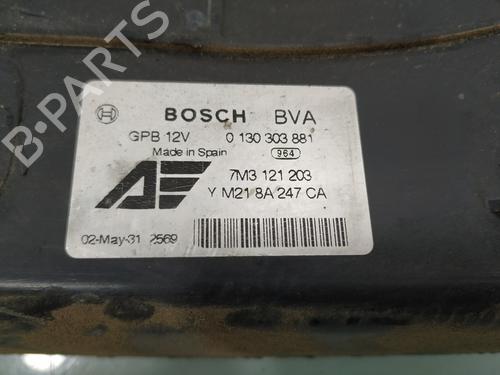 BOSCH BVA
GPB 12V 0 130 303 881
Made in Spain 964
AF
7M3 121 203
Y M21 8A 247 CA
02-May-31 2569